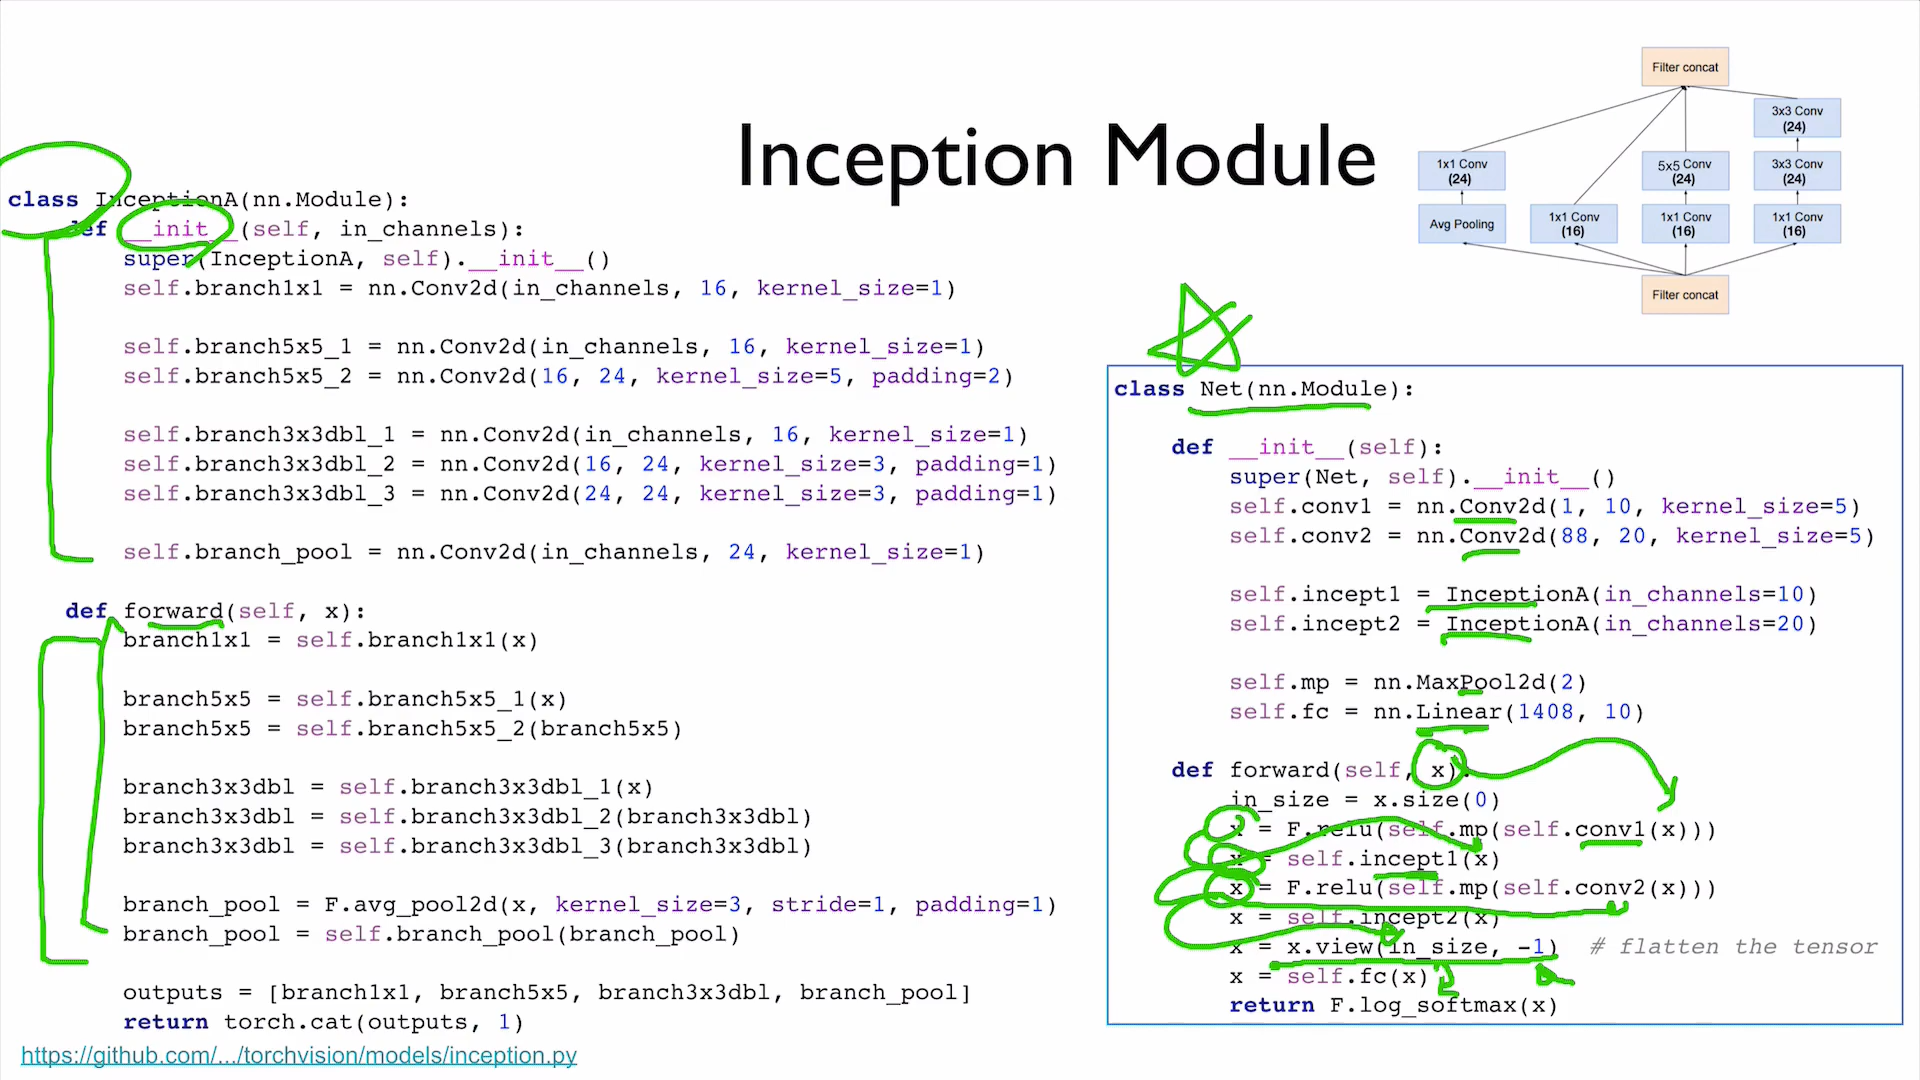 Inception Module
class InceptionA(nn.Module):
def __init__(self, in_channels):
super(InceptionA, self).__init__()
self.branch1x1 = nn.Conv2d(in_channels, 16, kernel_size=1)
self.branch5x5_1 = nn.Conv2d(in_channels, 16, kernel_size=1)
self.branch5x5_2 = nn.Conv2d(16, 24, kernel_size=5, padding=2)
self.branch3x3dbl_1 = nn.Conv2d(in_channels, 16, kernel_size=1)
self.branch3x3dbl_2 = nn.Conv2d(16, 24, kernel_size=3, padding=1)
self.branch3x3dbl_3 = nn.Conv2d(24, 24, kernel_size=3, padding=1)
self.branch_pool = nn.Conv2d(in_channels, 24, kernel_size=1)
def forward(self, x):
branch1x1 = self.branch1x1(x)
branch5x5 = self.branch5x5_1(x)
branch5x5 = self.branch5x5_2(branch5x5)
branch3x3dbl = self.branch3x3dbl_1(x)
branch3x3dbl = self.branch3x3dbl_2(branch3x3dbl)
branch3x3dbl = self.branch3x3dbl_3(branch3x3dbl)
branch_pool = F.avg_pool2d(x, kernel_size=3, stride=1, padding=1)
branch_pool = self.branch_pool(branch_pool)
outputs = [branch1x1, branch5x5, branch3x3dbl, branch_pool]
return torch.cat(outputs, 1)
https://github.com/.../torchvision/models/inception.py
Filter concat
3x3 Conv
(24)
1x1 Conv
(24)
5x5 Conv
(24)
3x3 Conv
(24)
Avg Pooling
1x1 Conv
(16)
1x1 Conv
(16)
1x1 Conv
(16)
Filter concat
class Net(nn.Module):
def __init__(self):
super(Net, self).__init__()
self.conv1 = nn.Conv2d(1, 10, kernel_size=5)
self.conv2 = nn.Conv2d(88, 20, kernel_size=5)
self.incept1 = InceptionA(in_channels=10)
self.incept2 = InceptionA(in_channels=20)
self.mp = nn.MaxPool2d(2)
self.fc = nn.Linear(1408, 10)
def forward(self, x):
in_size = x.size(0)
x = F.relu(self.mp(self.conv1(x)))
x = self.incept1(x)
x = F.relu(self.mp(self.conv2(x)))
x = self.incept2(x)
x = x.view(in_size, -1)  # flatten the tensor
x = self.fc(x)
return F.log_softmax(x)